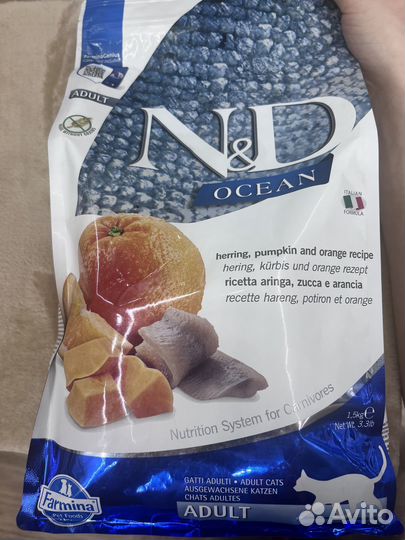 ADULT
N&D
OCEAN
ITALIAN
FORMULA
herring, pumpkin and orange recipe
hering, kürbis und orange rezept
ricetta aringa, zucca e arancia
recette hareng, potiron et orange
Nutrition System for Carnivores
1.5kg℮
Net Wt. 3.3lb
Farmina
Pet Foods
GATTI ADULTI - ADULT CATS
AUSGEWACHSENE KATZEN
CHATS ADULTES
ADULT
Avito